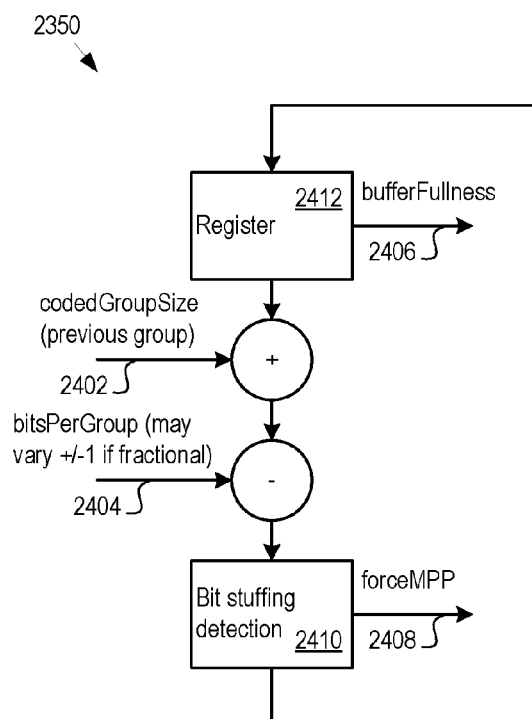 2350
2412
Register
bufferFullness
2406
codedGroupSize
(previous group)
2402
+
bitsPerGroup (may
vary +/-1 if fractional)
2404
-
Bit stuffing
detection
2410
forceMPP
2408